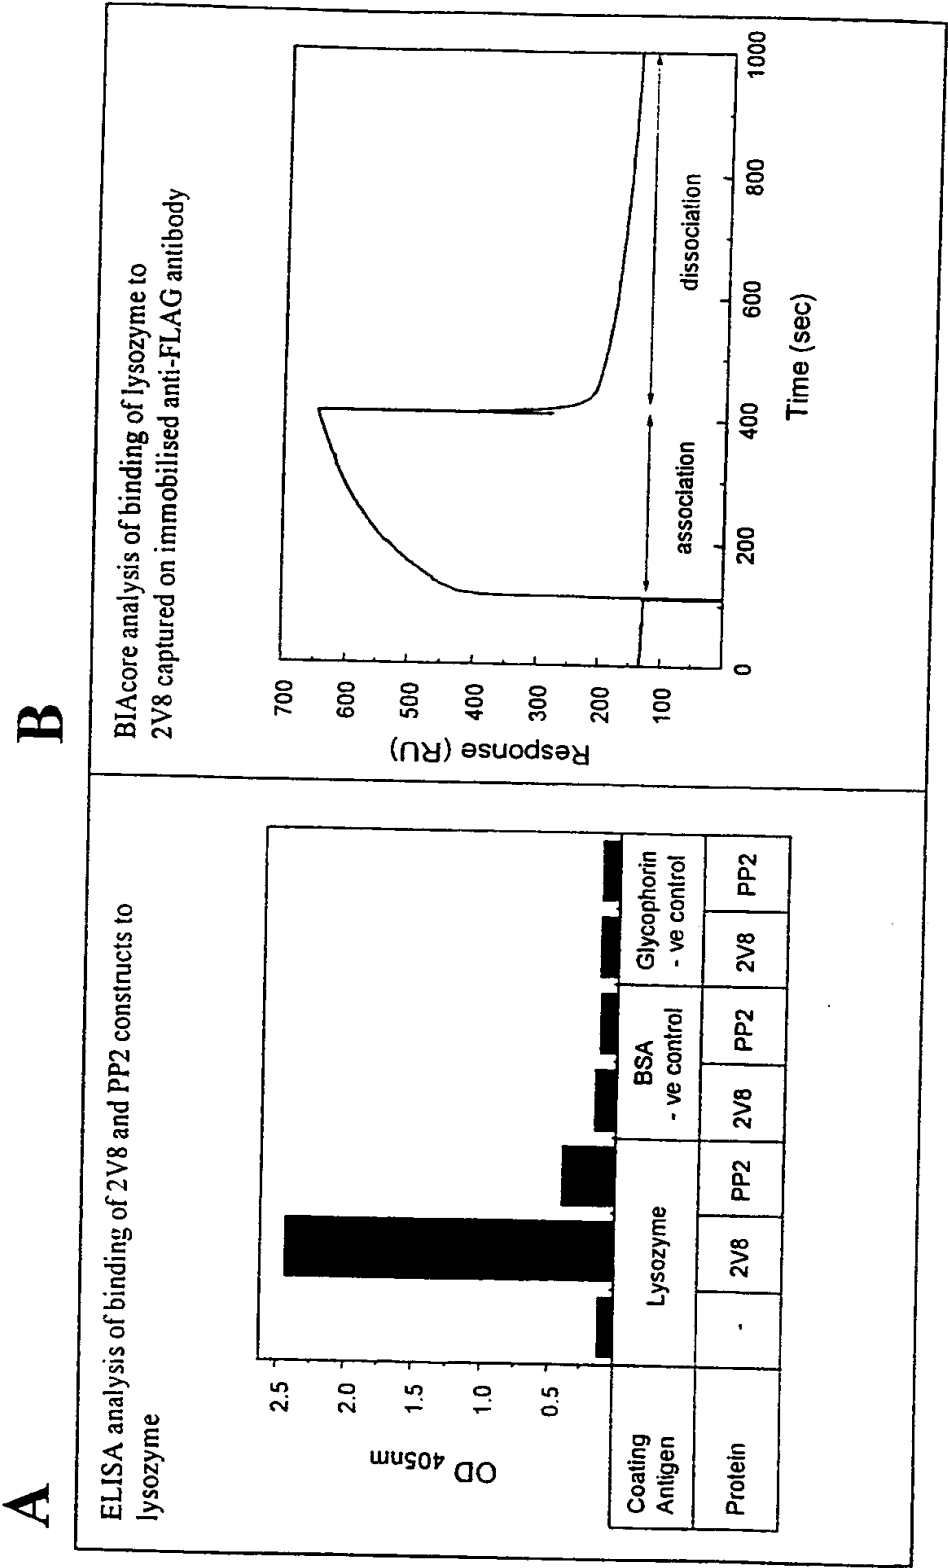 A
ELISA analysis of binding of 2V8 and PP2 constructs to
lysozyme
OD 405nm
2.5
2.0
1.5
1.0
0.5
Coating
Antigen
Lysozyme
BSA
- ve control
Glycophorin
- ve control
Protein
-
2V8
PP2
2V8
PP2
2V8
PP2
B
BIAcore analysis of binding of lysozyme to
2V8 captured on immobilised anti-FLAG antibody
Response (RU)
700
600
500
400
300
200
100
association
dissociation
0
200
400
600
800
1000
Time (sec)